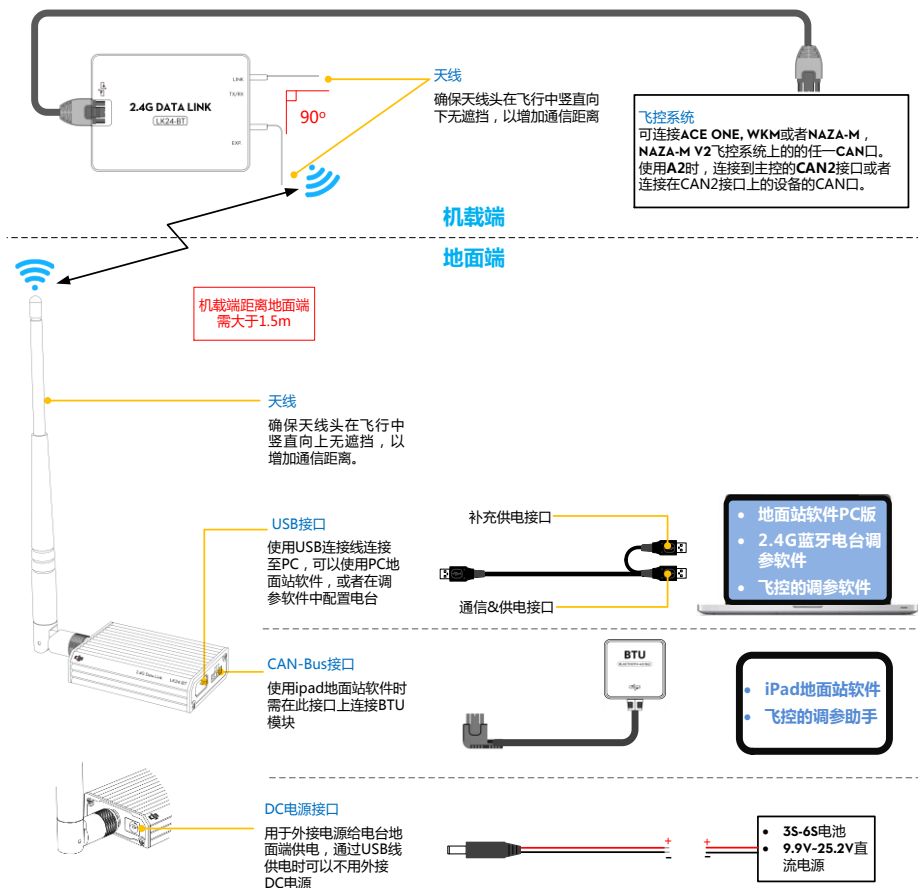 LINK
TX/RX
2.4G DATA LINK
LK24-BT
EXP.
90º
天线
确保天线头在飞行中竖直向
下无遮挡，以增加通信距离
飞控系统
可连接ACE ONE, WKM或者NAZA-M，
NAZA-M V2飞控系统上的的任一CAN口。
使用A2时，连接到主控的CAN2接口或者
连接在CAN2接口上的设备的CAN口。
机载端
地面端
机载端距离地面端
需大于1.5m
天线
确保天线头在飞行中
竖直向上无遮挡，以
增加通信距离。
USB接口
使用USB连接线连接
至PC，可以使用PC地
面站软件，或者在调
参软件中配置电台
补充供电接口
通信&供电接口
• 地面站软件PC版
• 2.4G蓝牙电台调
参软件
• 飞控的调参软件
2.4G Data Link LK24-BT
CAN-Bus接口
使用ipad地面站软件时
需在此接口上连接BTU
模块
BTU
• iPad地面站软件
• 飞控的调参助手
DC电源接口
用于外接电源给电台地
面端供电，通过USB线
供电时可以不用外接
DC电源
• 3S-6S电池
• 9.9V~25.2V直
流电源